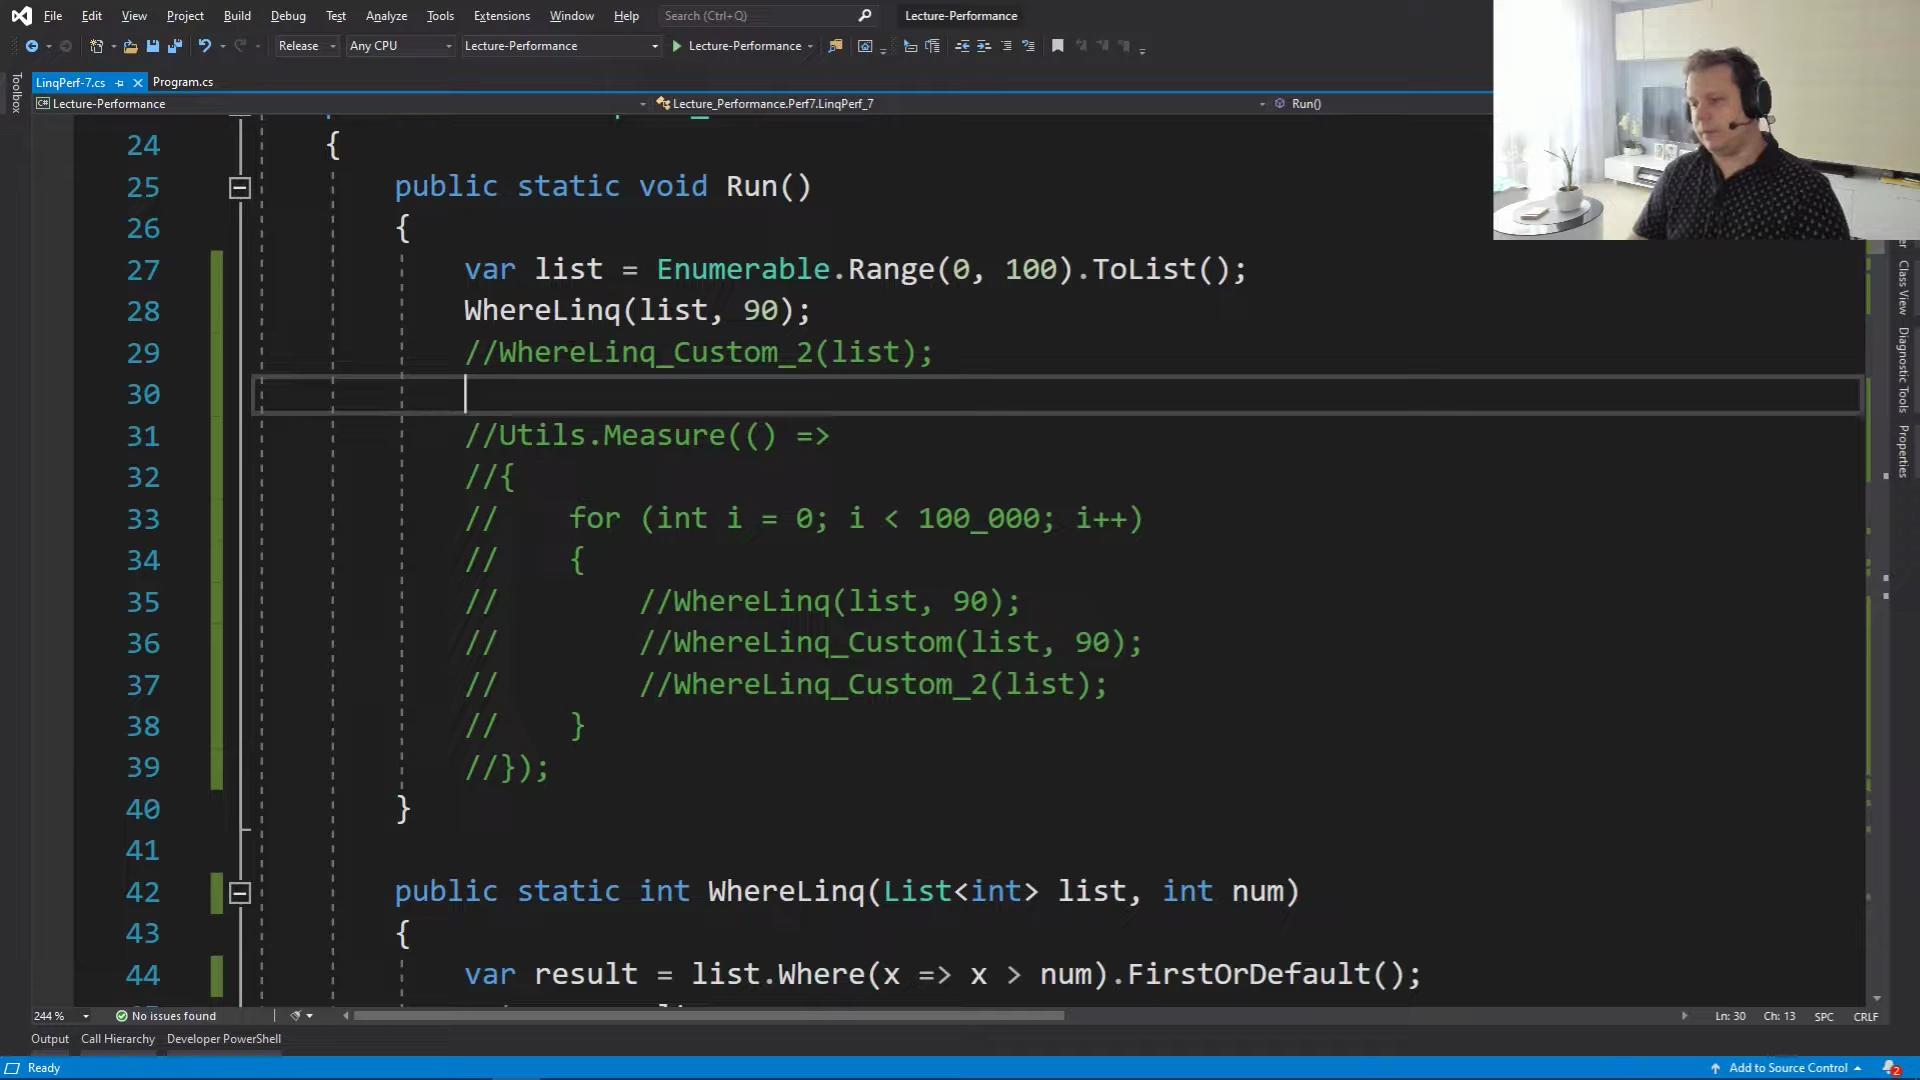 File Edit View Project Build Debug Test Analyze Tools Extensions Window Help Search (Ctrl+Q) Lecture-Performance
Release Any CPU Lecture-Performance Lecture-Performance
LinqPerf-7.cs Program.cs
Lecture-Performance Lecture_Performance.Perf7.LinqPerf_7 Run()
Toolbox
24 {
25 public static void Run()
26 {
27 var list = Enumerable.Range(0, 100).ToList();
28 WhereLinq(list, 90);
29 //WhereLinq_Custom_2(list);
30
31 //Utils.Measure(() =>
32 //{
33 // for (int i = 0; i < 100_000; i++)
34 // {
35 // //WhereLinq(list, 90);
36 // //WhereLinq_Custom(list, 90);
37 // //WhereLinq_Custom_2(list);
38 // }
39 //});
40 }
41
42 public static int WhereLinq(List<int> list, int num)
43 {
44 var result = list.Where(x => x > num).FirstOrDefault();
Class View
Diagnostic Tools
Properties
244 % No issues found Ln: 30 Ch: 13 SPC CRLF
Output Call Hierarchy Developer PowerShell
Ready Add to Source Control 2